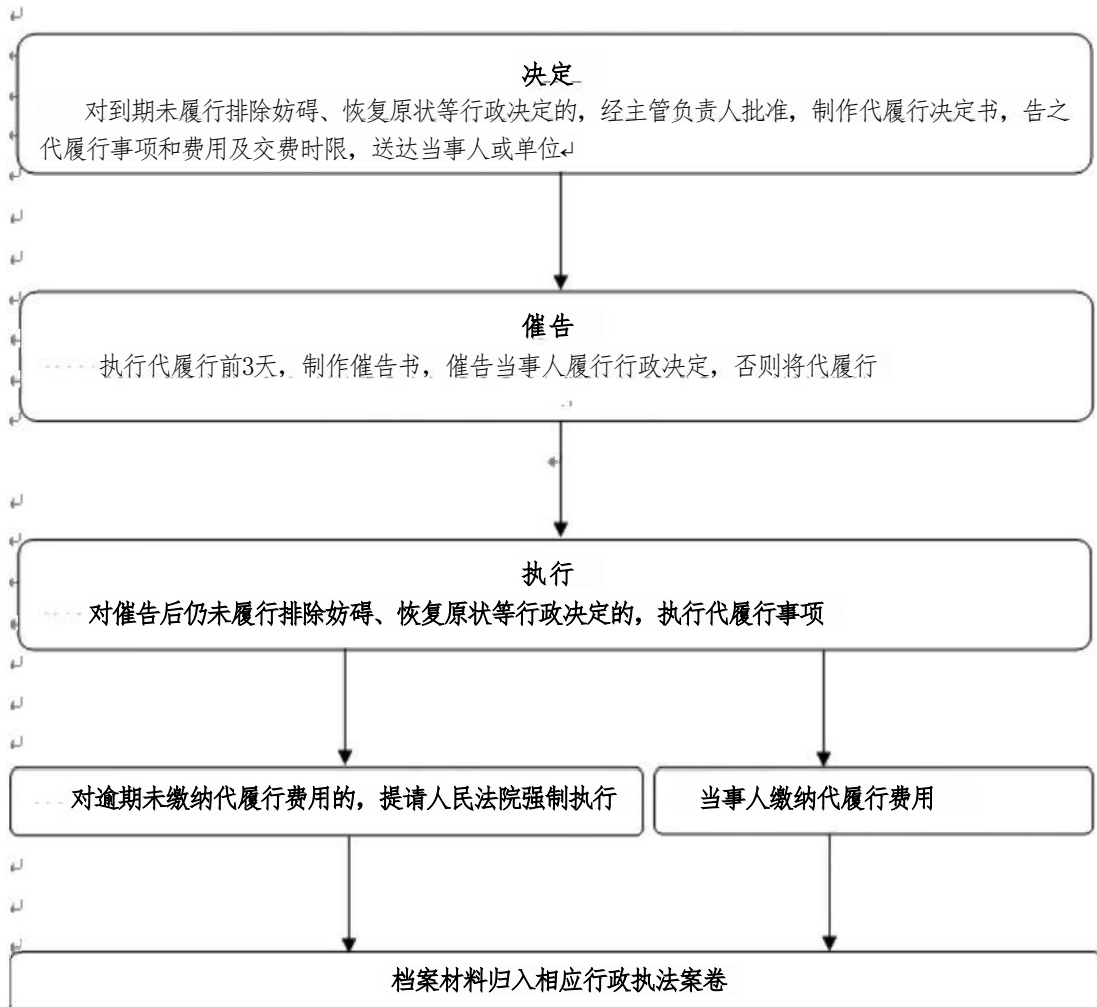 决定
对到期未履行排除妨碍、恢复原状等行政决定的，经主管负责人批准，制作代履行决定书，告之
代履行事项和费用及交费时限，送达当事人或单位
催告
执行代履行前3天，制作催告书，催告当事人履行行政决定，否则将代履行
执行
对催告后仍未履行排除妨碍、恢复原状等行政决定的，执行代履行事项
对逾期未缴纳代履行费用的，提请人民法院强制执行
当事人缴纳代履行费用
档案材料归入相应行政执法案卷